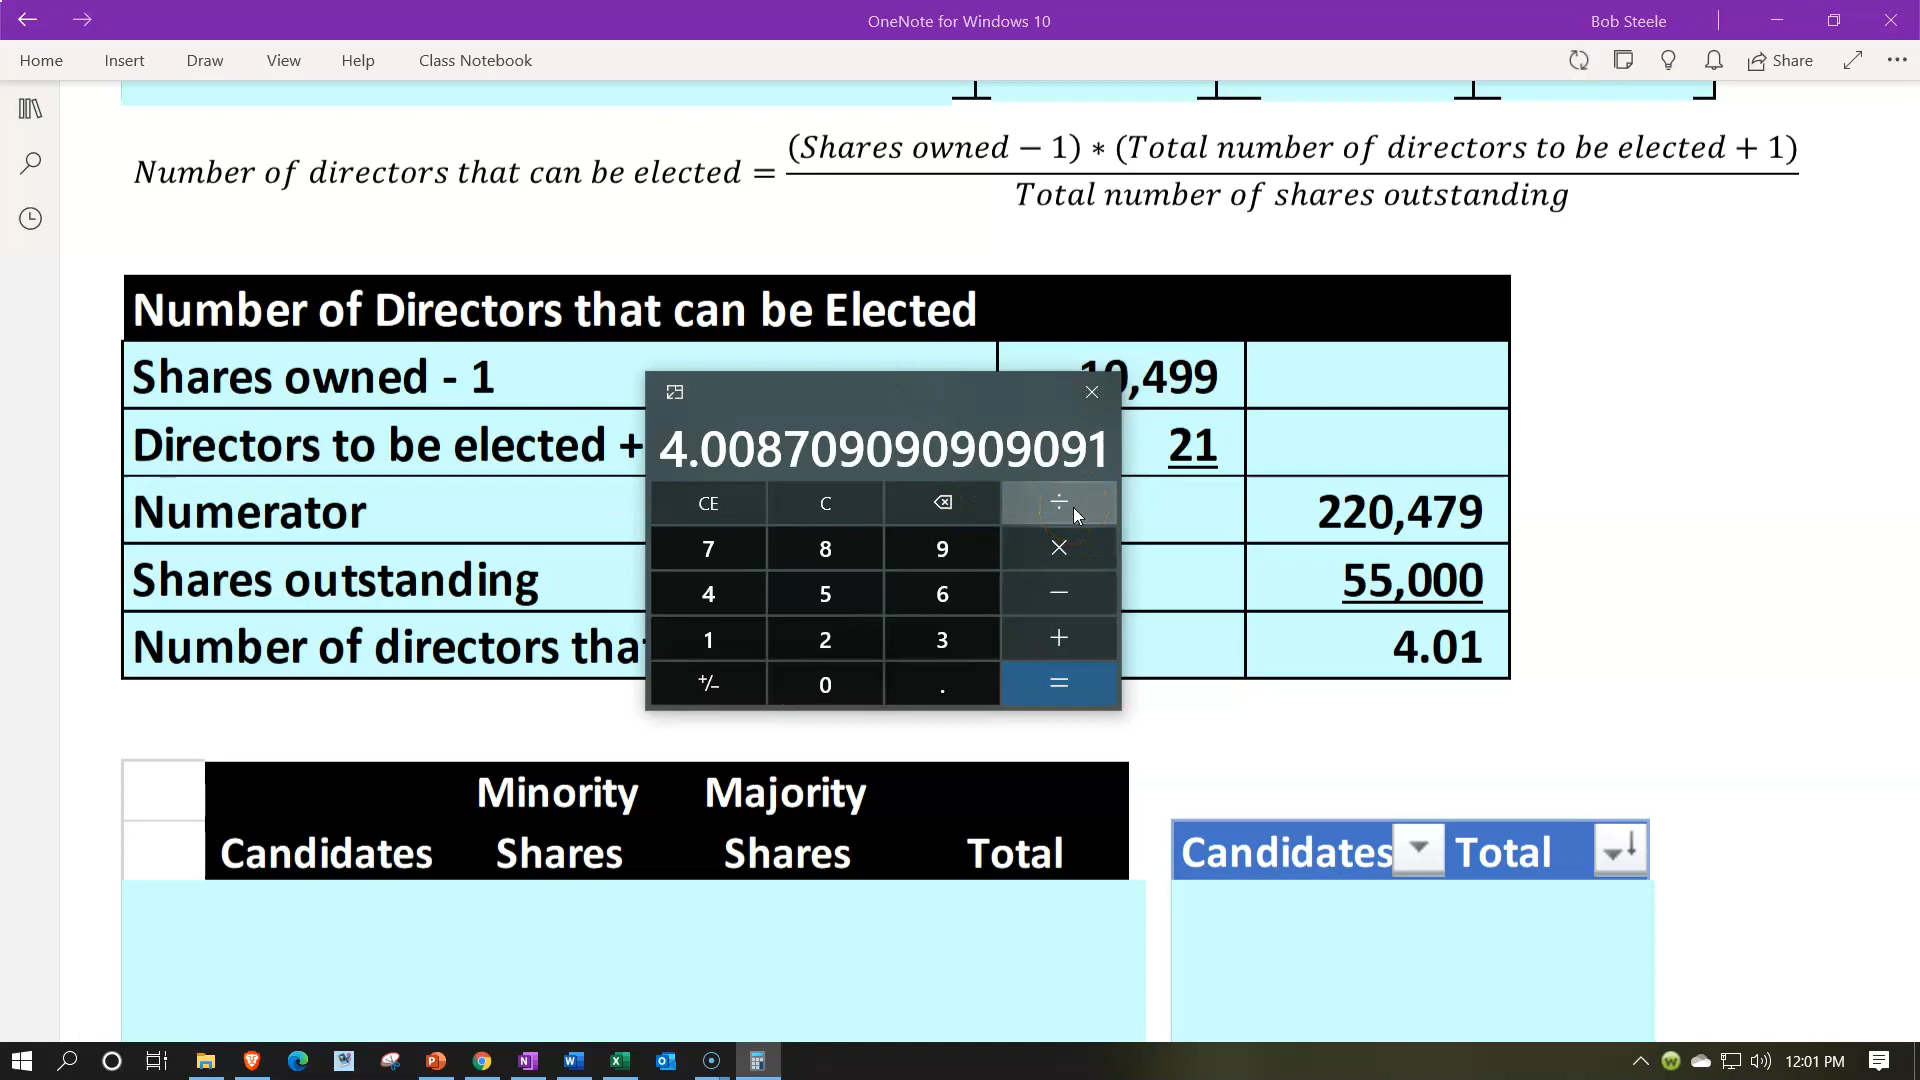 OneNote for Windows 10
Bob Steele
Home Insert Draw View Help Class Notebook
Share
Number of directors that can be elected = (Shares owned − 1) ∗ (Total number of directors to be elected + 1)
Total number of shares outstanding
Number of Directors that can be Elected
Shares owned - 1 10,499
Directors to be elected + 21
Numerator 220,479
Shares outstanding 55,000
Number of directors that 4.01
4.008709090909091
CE C ÷
7 8 9 ×
4 5 6 −
1 2 3 +
+/− 0 . =
Minority Majority
Candidates Shares Shares Total
Candidates Total
12:01 PM